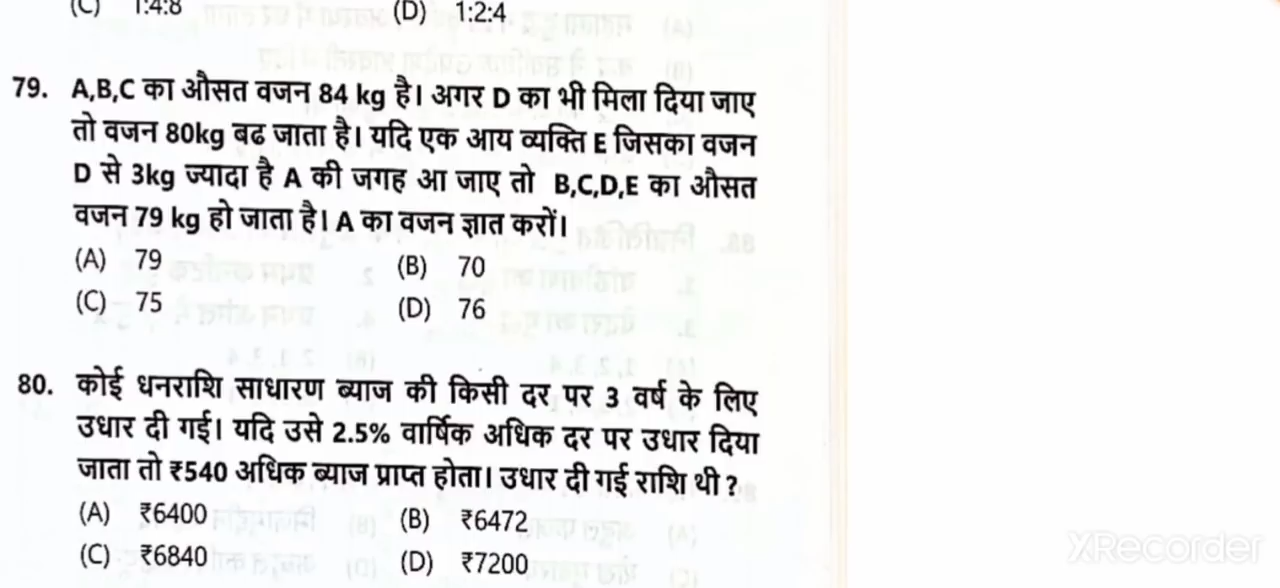 (C) 1:4:8 (D) 1:2:4
79. A,B,C का औसत वजन 84 kg है। अगर D का भी मिला दिया जाए
तो वजन 80kg बढ जाता है। यदि एक आय व्यक्ति E जिसका वजन
D से 3kg ज्यादा है A की जगह आ जाए तो B,C,D,E का औसत
वजन 79 kg हो जाता है। A का वजन ज्ञात करों।
(A) 79 (B) 70
(C) 75 (D) 76
80. कोई धनराशि साधारण ब्याज की किसी दर पर 3 वर्ष के लिए
उधार दी गई। यदि उसे 2.5% वार्षिक अधिक दर पर उधार दिया
जाता तो ₹540 अधिक ब्याज प्राप्त होता। उधार दी गई राशि थी ?
(A) ₹6400 (B) ₹6472
(C) ₹6840 (D) ₹7200
XRecorder